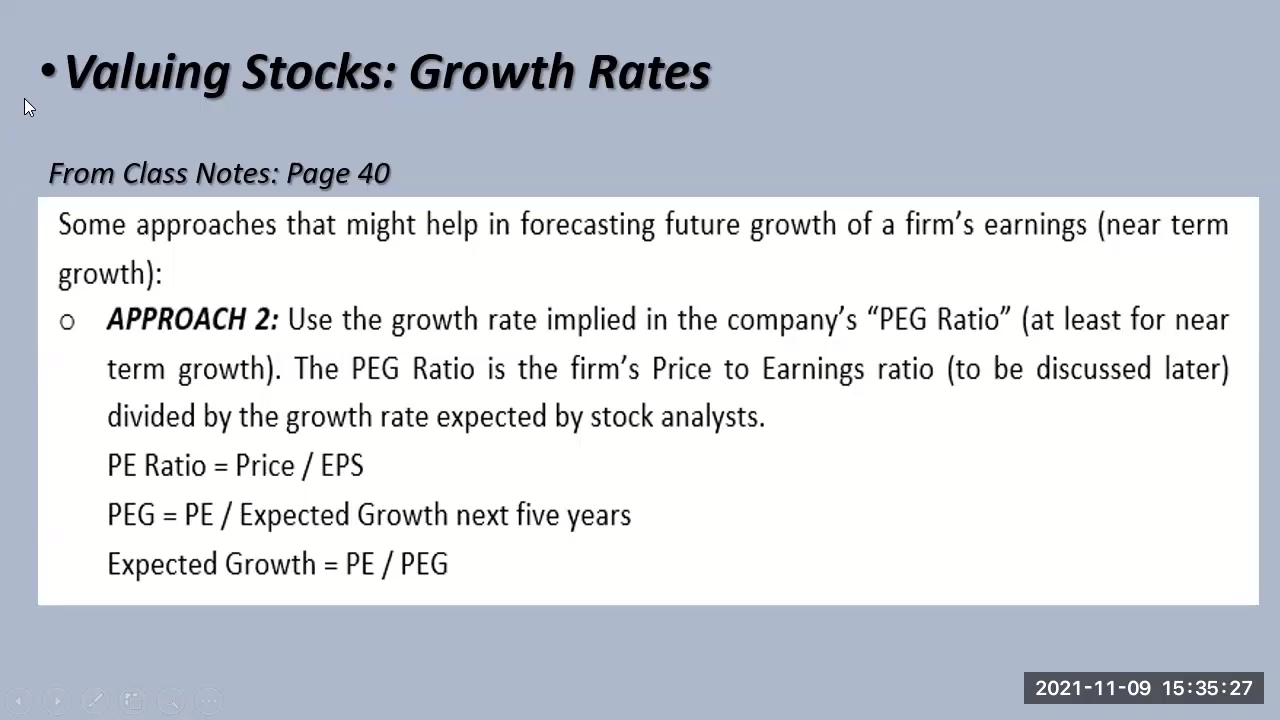 • Valuing Stocks: Growth Rates
From Class Notes: Page 40
Some approaches that might help in forecasting future growth of a firm’s earnings (near term
growth):
o APPROACH 2: Use the growth rate implied in the company’s “PEG Ratio” (at least for near
term growth). The PEG Ratio is the firm’s Price to Earnings ratio (to be discussed later)
divided by the growth rate expected by stock analysts.
PE Ratio = Price / EPS
PEG = PE / Expected Growth next five years
Expected Growth = PE / PEG
2021-11-09 15:35:27